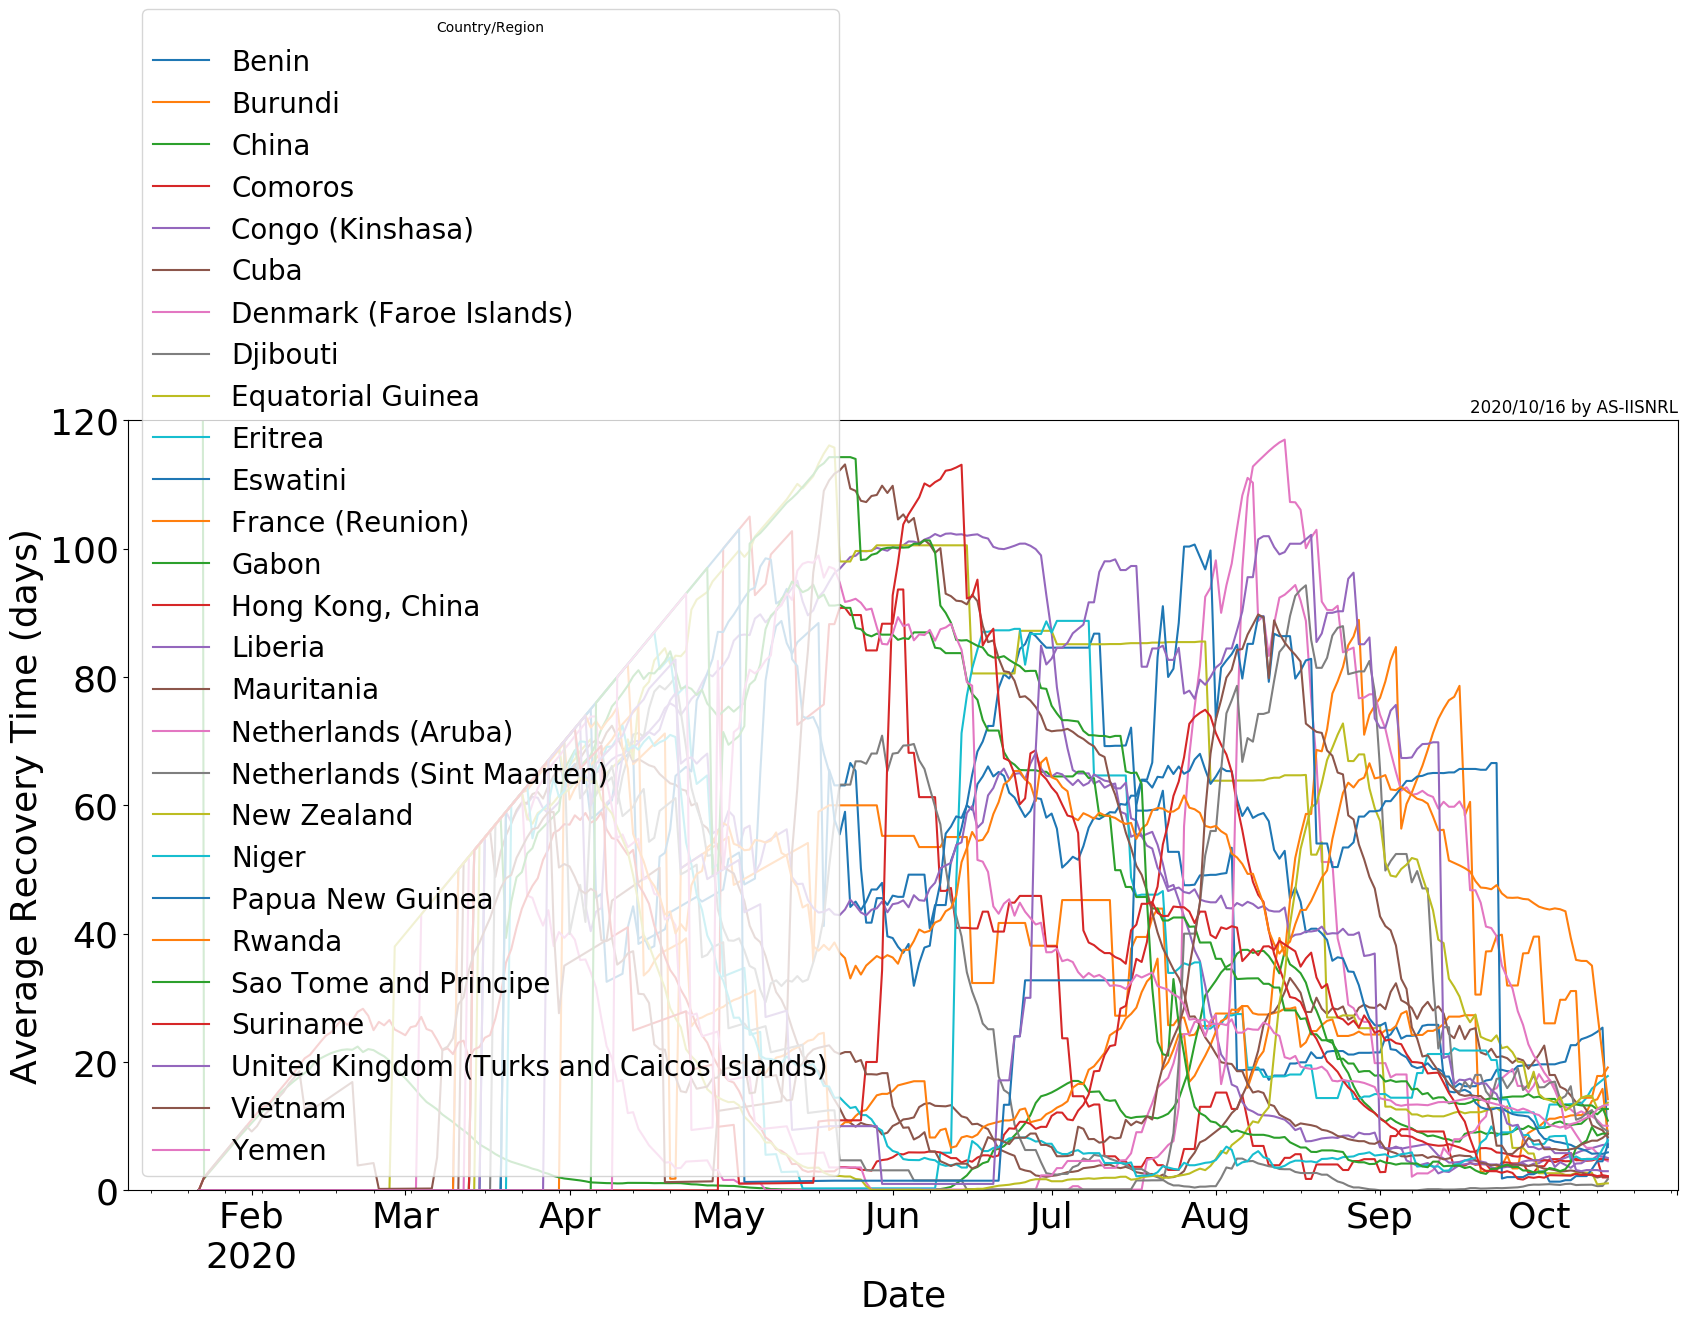 Country/Region
Benin
Burundi
China
Comoros
Congo (Kinshasa)
Cuba
Denmark (Faroe Islands)
Djibouti
Equatorial Guinea
Eritrea
Eswatini
France (Reunion)
Gabon
Hong Kong, China
Liberia
Mauritania
Netherlands (Aruba)
Netherlands (Sint Maarten)
New Zealand
Niger
Papua New Guinea
Rwanda
Sao Tome and Principe
Suriname
United Kingdom (Turks and Caicos Islands)
Vietnam
Yemen
2020/10/16 by AS-IISNRL
Average Recovery Time (days)
120
100
80
60
40
20
0
Feb Mar Apr May Jun Jul Aug Sep Oct
2020
Date